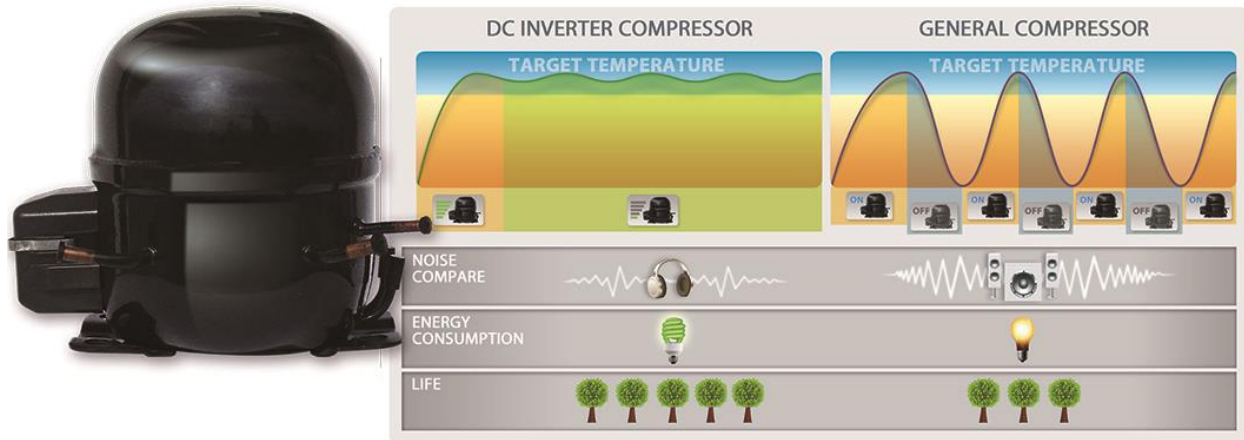 DC INVERTER COMPRESSOR
GENERAL COMPRESSOR
TARGET TEMPERATURE
TARGET TEMPERATURE
ON
OFF
ON
OFF
ON
OFF
ON
NOISE
COMPARE
ENERGY
CONSUMPTION
LIFE